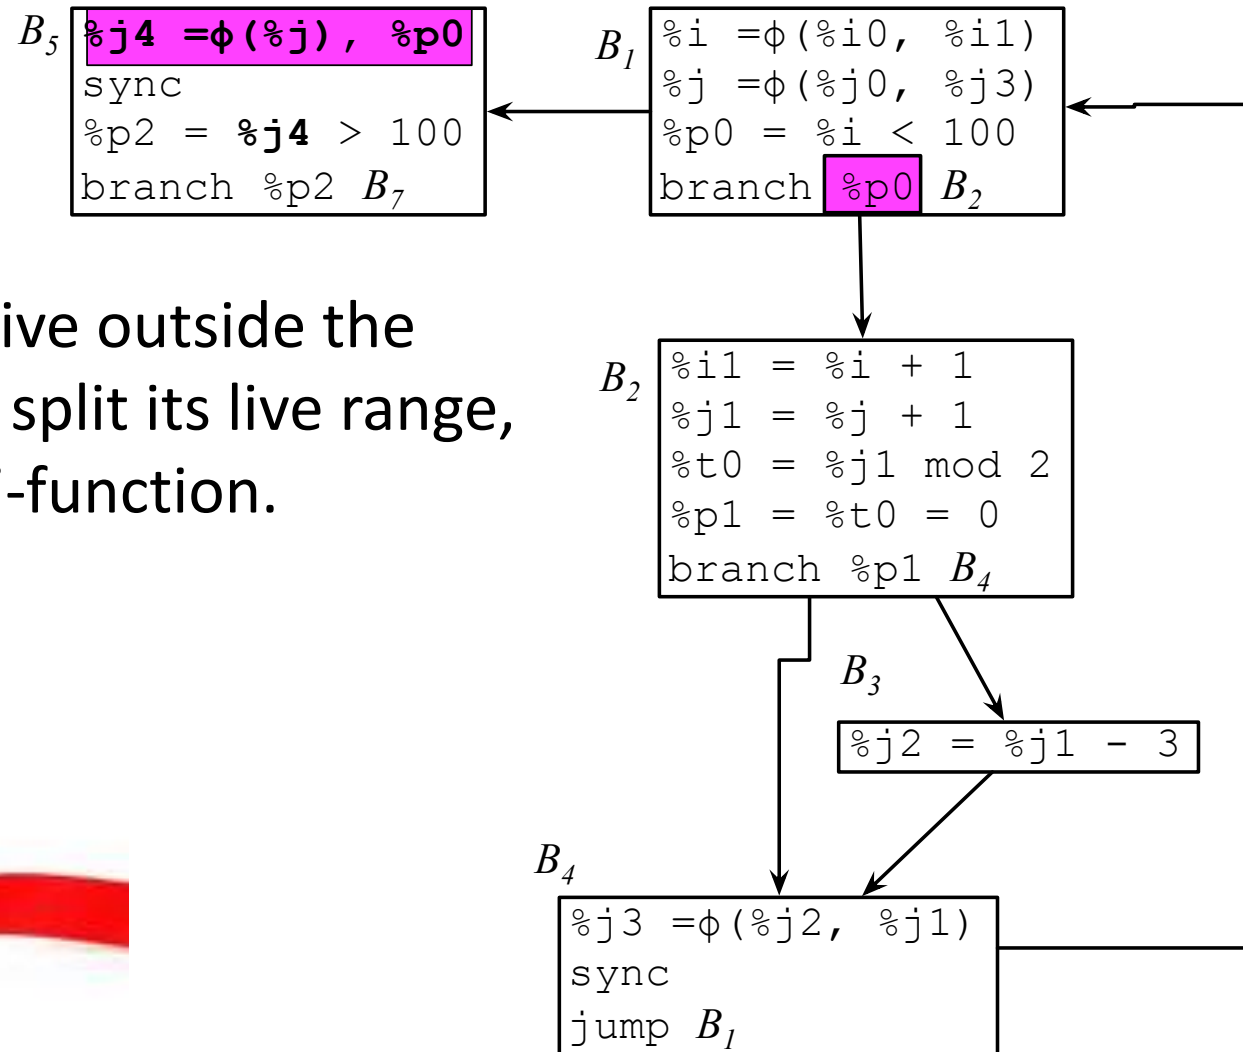 B5
%j4 =ϕ(%j), %p0
sync
%p2 = %j4 > 100
branch %p2 B7
B1
%i =ϕ(%i0, %i1)
%j =ϕ(%j0, %j3)
%p0 = %i < 100
branch %p0 B2
ive outside the
split its live range,
-function.
B2
%i1 = %i + 1
%j1 = %j + 1
%t0 = %j1 mod 2
%p1 = %t0 = 0
branch %p1 B4
B3
%j2 = %j1 - 3
B4
%j3 =ϕ(%j2, %j1)
sync
jump B1